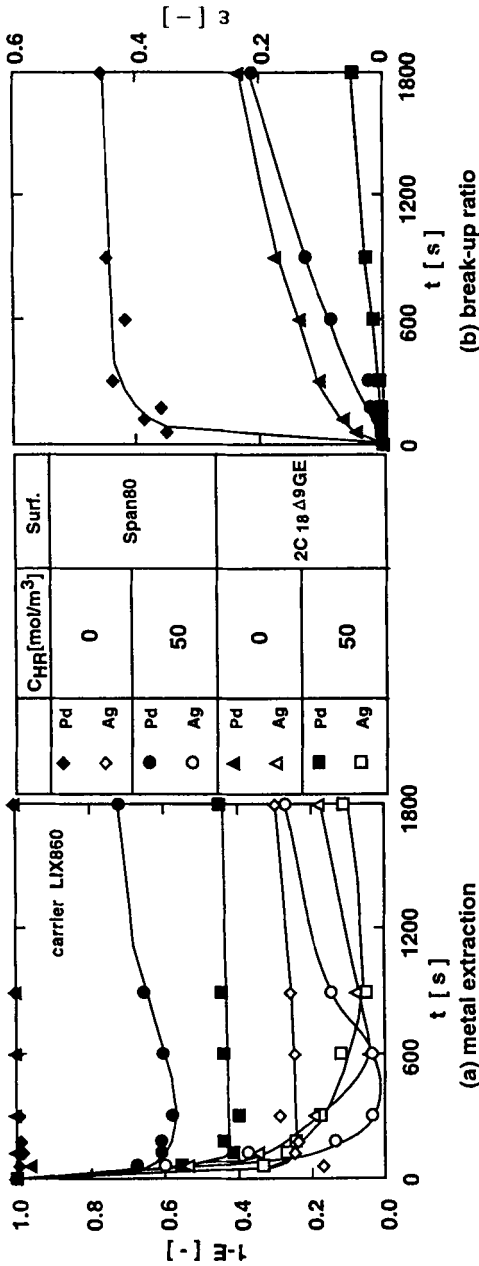 1.0
0.8
0.6
0.4
0.2
0.0
1-E [ - ]
carrier LIX860
0
600
1200
1800
t [ s ]
(a) metal extraction
C_HR[mol/m³] Surf.
Pd 0 Span80
Ag
Pd 50
Ag
Pd 0 2C₁₈Δ9GE
Ag
Pd 50
Ag
0.6
0.4
0.2
0
ε [ - ]
0
600
1200
1800
t [ s ]
(b) break-up ratio